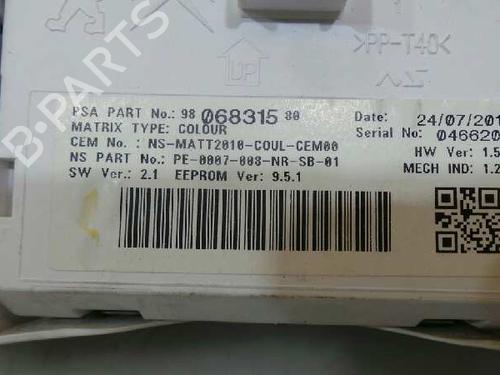 B-PARTS
UP
>PP-T40<
PSA PART No.: 98 068315 80
MATRIX TYPE: COLOUR
CEM No. : NS-MATT2010-COUL-CEM00
NS PART No.: PE-0007-008-NR-SB-01
SW Ver.: 2.1 EEPROM Ver: 9.5.1
Date: 24/07/201
Serial No: 046620
HW Ver: 1.5
MECH IND: 1.2